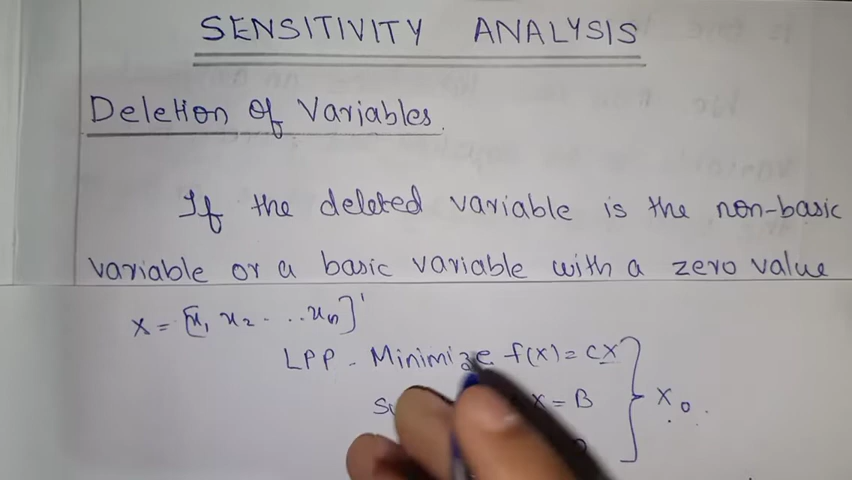 SENSITIVITY ANALYSIS
Deletion of Variables.
If the deleted variable is the non-basic
variable or a basic variable with a zero value
X = [x₁ x₂ - ..xₙ]'
LPP - Minimize f(x) = CX
X = B
X₀